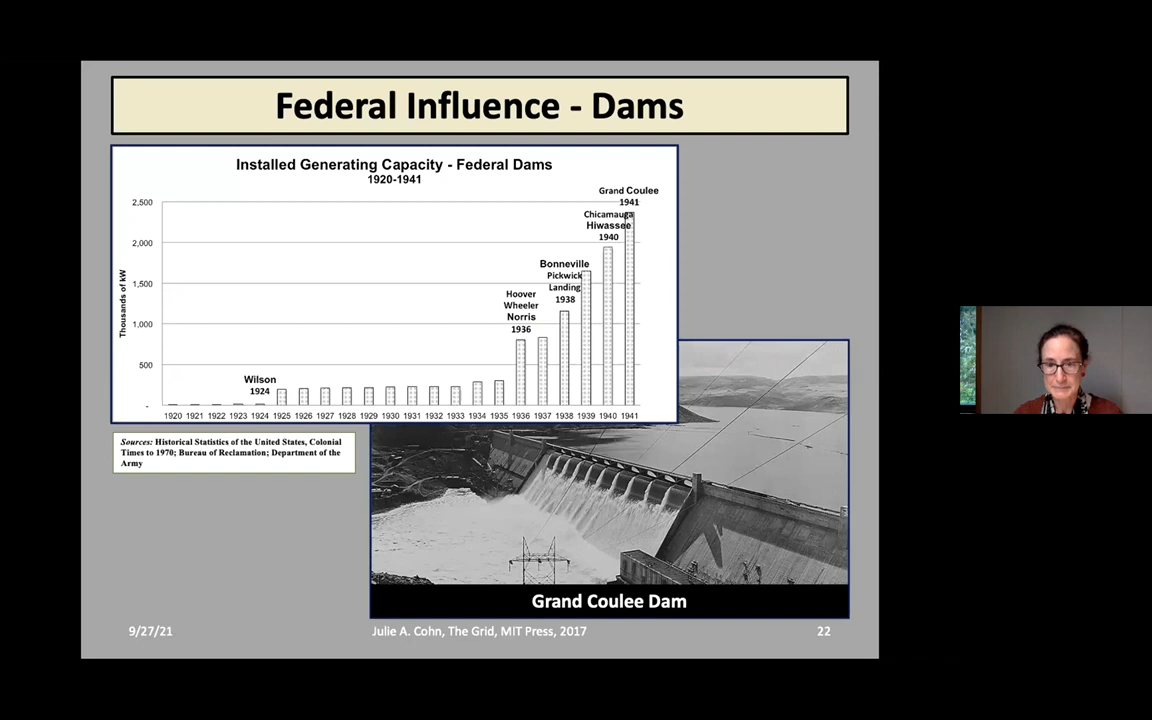 Federal Influence - Dams
Installed Generating Capacity - Federal Dams
1920-1941
Thousands of kW
2,500
2,000
1,500
1,000
500
-
Wilson
1924
Hoover
Wheeler
Norris
1936
Bonneville
Pickwick
Landing
1938
Chicamauga
Hiwassee
1940
Grand Coulee
1941
1920 1921 1922 1923 1924 1925 1926 1927 1928 1929 1930 1931 1932 1933 1934 1935 1936 1937 1938 1939 1940 1941
Sources: Historical Statistics of the United States, Colonial
Times to 1970; Bureau of Reclamation; Department of the
Army
Grand Coulee Dam
9/27/21
Julie A. Cohn, The Grid, MIT Press, 2017
22